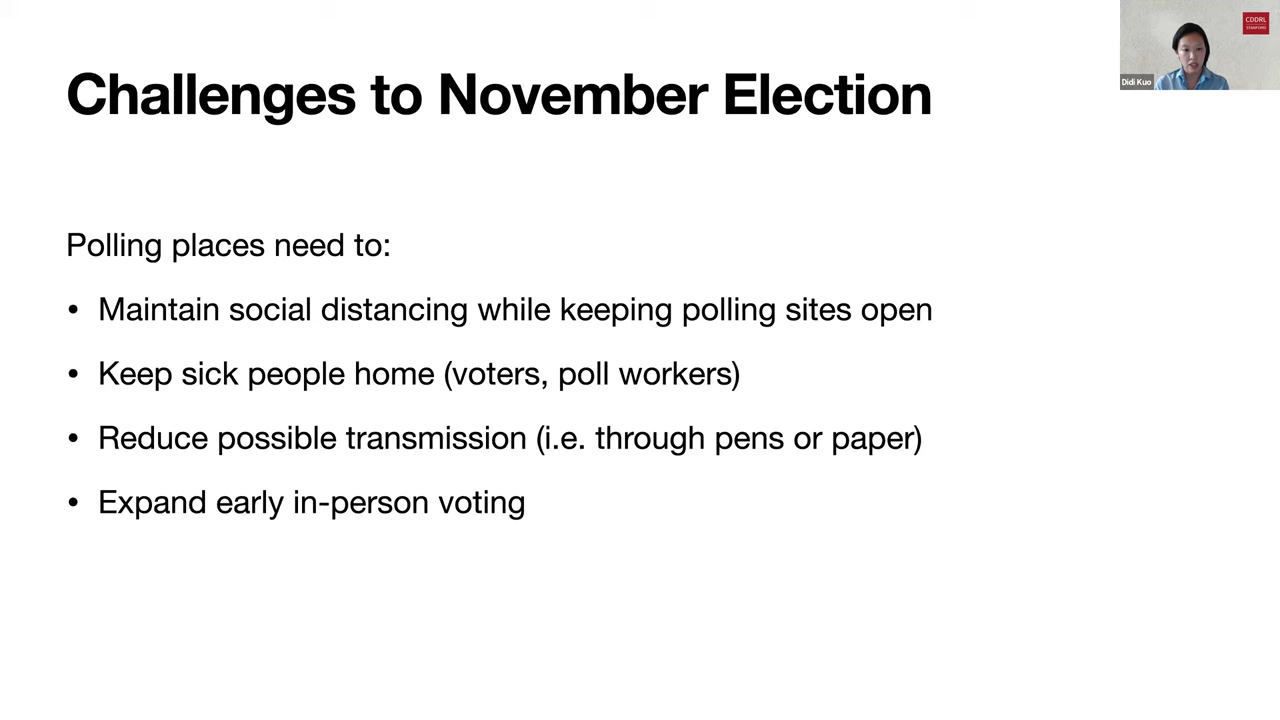 Challenges to November Election
CDDRL
STANFORD
Didi Kuo
Polling places need to:
• Maintain social distancing while keeping polling sites open
• Keep sick people home (voters, poll workers)
• Reduce possible transmission (i.e. through pens or paper)
• Expand early in-person voting